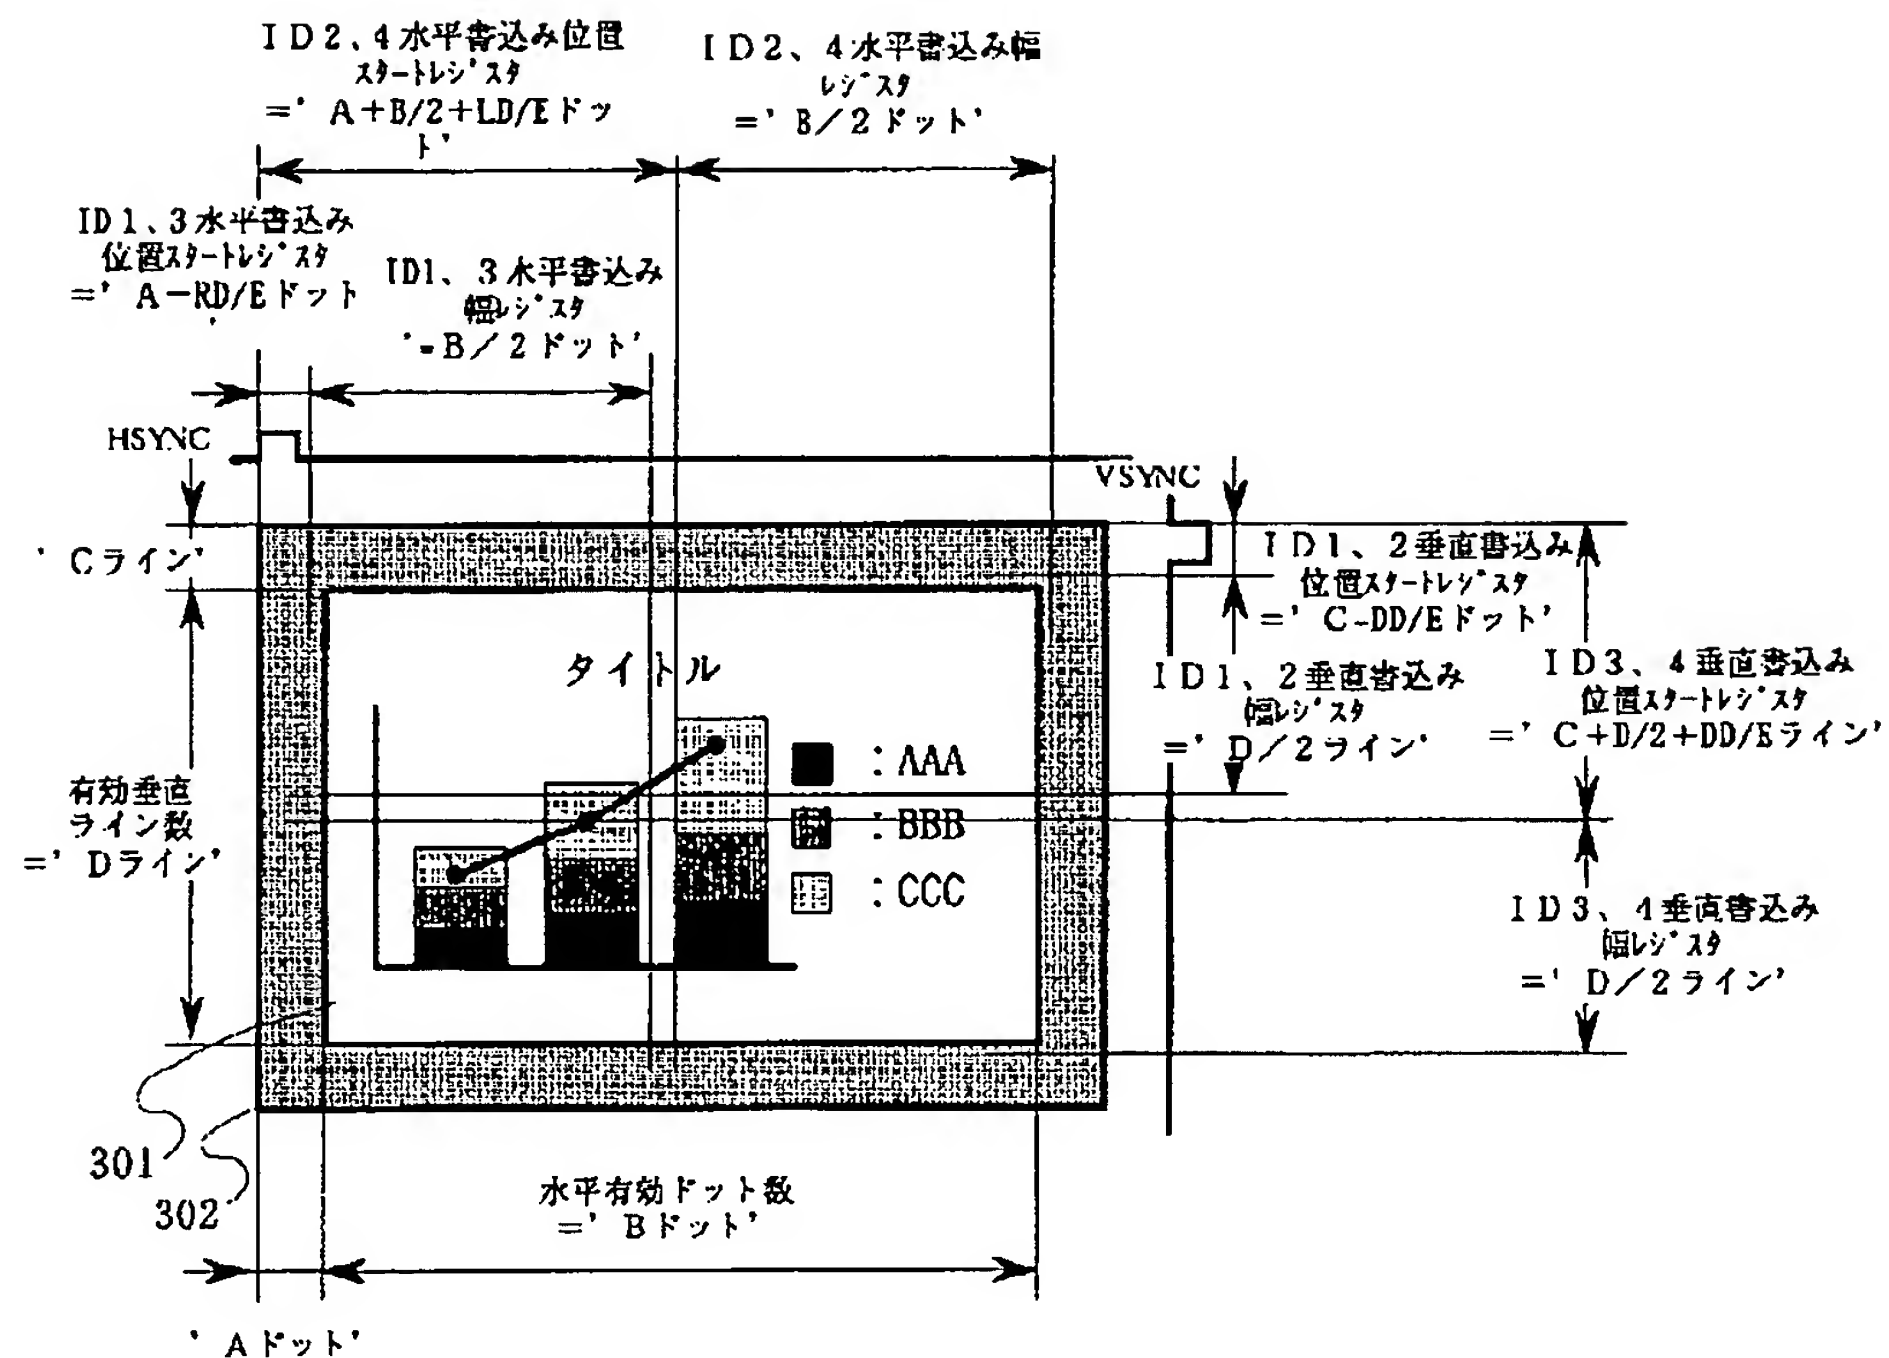 ＩＤ２、４水平書込み位置
ｽﾀｰﾄﾚｼﾞｽﾀ
=' A+B/2+LD/Eドッ
ト'
ＩＤ２、４水平書込み幅
ﾚｼﾞｽﾀ
=' B／２ドット'
ID１、３水平書込み
位置ｽﾀｰﾄﾚｼﾞｽﾀ
=' A－RD/Eドット
'
ID1、３水平書込み
幅ﾚｼﾞｽﾀ
'=B／２ドット'
HSYNC
VSYNC
' Cライン'
ＩＤ１、２垂直書込み
位置ｽﾀｰﾄﾚｼﾞｽﾀ
=' C-DD/Eドット'
ＩＤ１、２垂直書込み
幅ﾚｼﾞｽﾀ
=' D／２ライン'
ＩＤ３、４垂直書込み
位置ｽﾀｰﾄﾚｼﾞｽﾀ
=' C+D/2+DD/Eライン'
タイトル
：AAA
：BBB
：CCC
有効垂直
ライン数
=' Dライン'
ＩＤ３、４垂直書込み
幅ﾚｼﾞｽﾀ
=' D／２ライン'
301
302
水平有効ドット数
=' Bドット'
' Aドット'